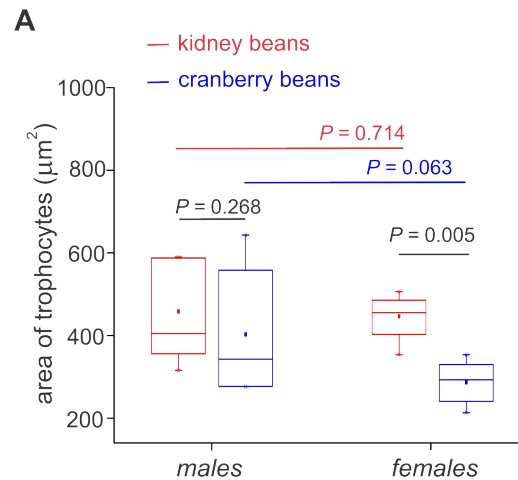 A
kidney beans
cranberry beans
area of trophocytes (μm²)
1000
800
600
400
200
P = 0.714
P = 0.063
P = 0.268
P = 0.005
males
females